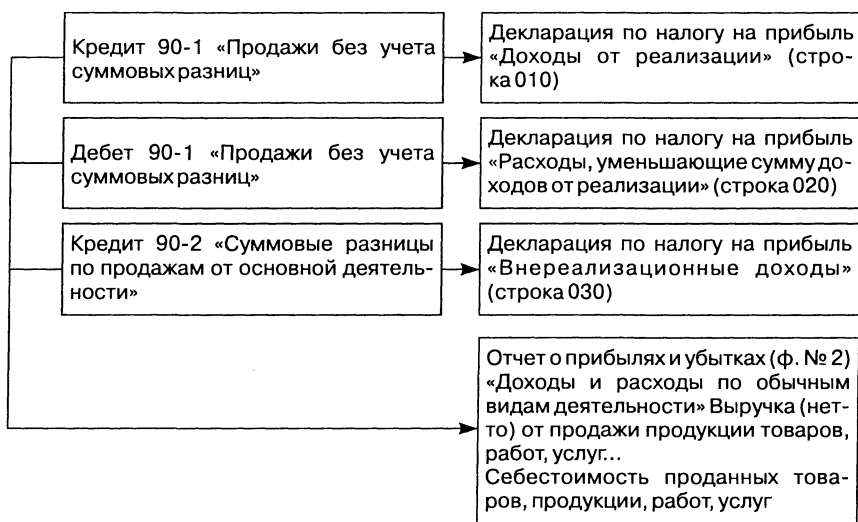 Кредит 90-1 «Продажи без учета
суммовых разниц»
Декларация по налогу на прибыль
«Доходы от реализации» (стро-
ка 010)
Дебет 90-1 «Продажи без учета
суммовых разниц»
Декларация по налогу на прибыль
«Расходы, уменьшающие сумму до-
ходов от реализации» (строка 020)
Кредит 90-2 «Суммовые разницы
по продажам от основной деятель-
ности»
Декларация по налогу на прибыль
«Внереализационные доходы»
(строка 030)
Отчет о прибылях и убытках (ф. № 2)
«Доходы и расходы по обычным
видам деятельности» Выручка (нет-
то) от продажи продукции товаров,
работ, услуг...
Себестоимость проданных това-
ров, продукции, работ, услуг